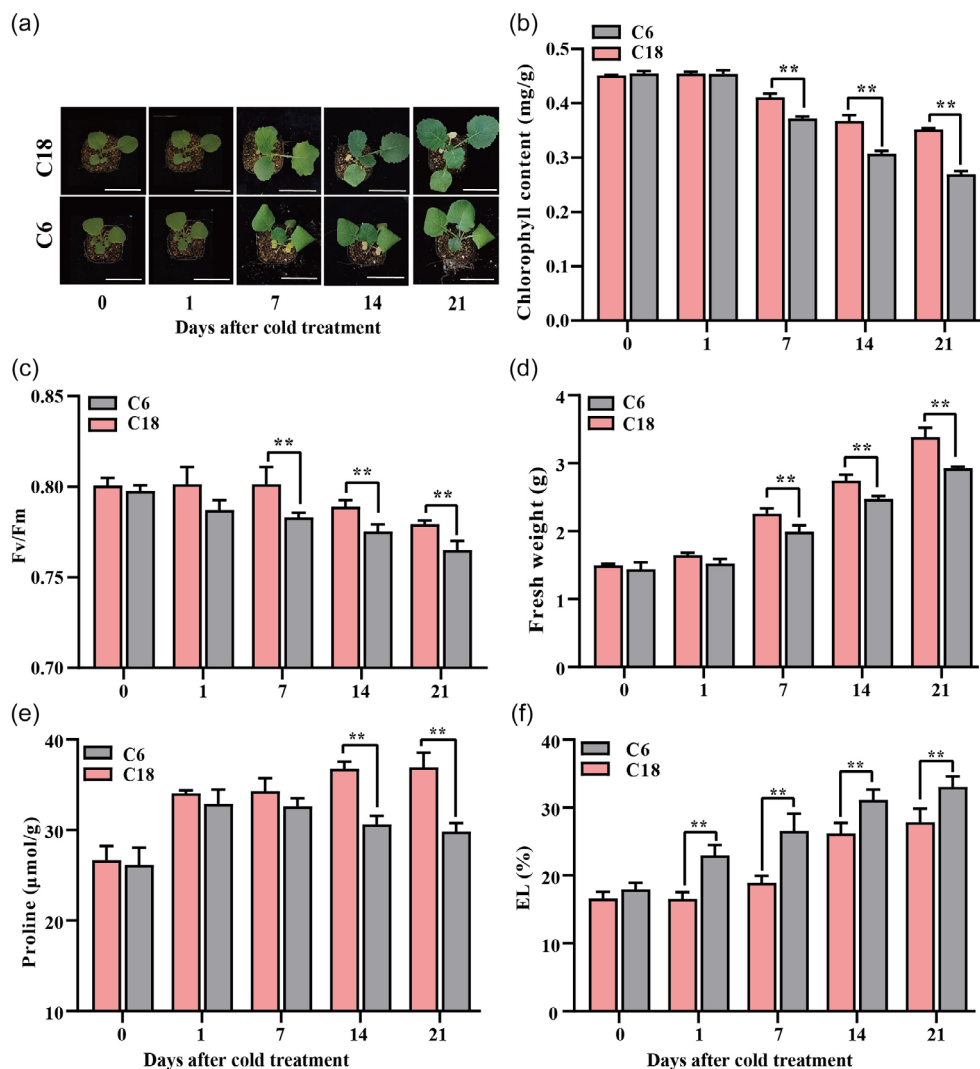 (a)
C18
C6
0 1 7 14 21
Days after cold treatment
(b)
C6
C18
Chlorophyll content (mg/g)
0.5
0.4
0.3
0.2
0.1
0.0
** ** **
0 1 7 14 21
(c)
C6
C18
Fv/Fm
0.85
0.80
0.75
0.70
** ** **
0 1 7 14 21
(d)
C6
C18
Fresh weight (g)
4
3
2
1
0
** ** **
0 1 7 14 21
(e)
C6
C18
Proline (μmol/g)
40
30
20
10
** **
0 1 7 14 21
Days after cold treatment
(f)
C6
C18
EL (%)
40
30
20
10
0
** ** ** **
0 1 7 14 21
Days after cold treatment